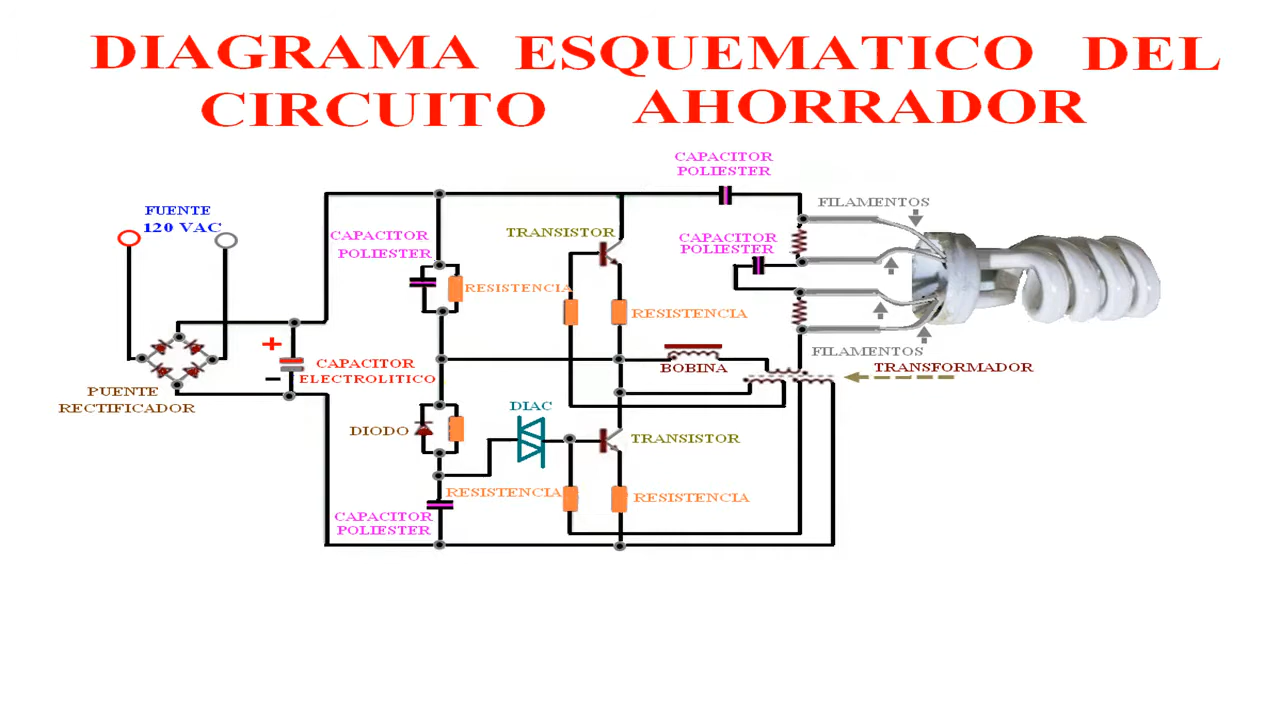 DIAGRAMA ESQUEMATICO DEL
CIRCUITO AHORRADOR
CAPACITOR
POLIESTER
FUENTE
120 VAC
FILAMENTOS
CAPACITOR
POLIESTER
TRANSISTOR
CAPACITOR
POLIESTER
RESISTENCIA
RESISTENCIA
+
CAPACITOR
ELECTROLITICO
−
BOBINA
FILAMENTOS
TRANSFORMADOR
PUENTE
RECTIFICADOR
DIAC
DIODO
TRANSISTOR
RESISTENCIA
RESISTENCIA
CAPACITOR
POLIESTER